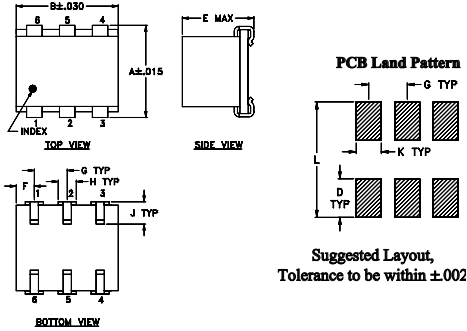 B±.030
6 5 4
A±.015
INDEX
1 2 3
TOP VIEW
E MAX
SIDE VIEW
PCB Land Pattern
G TYP
K TYP
L
D
TYP
Suggested Layout,
Tolerance to be within ±.002
G TYP
H TYP
F
1 2 3
J TYP
6 5 4
BOTTOM VIEW